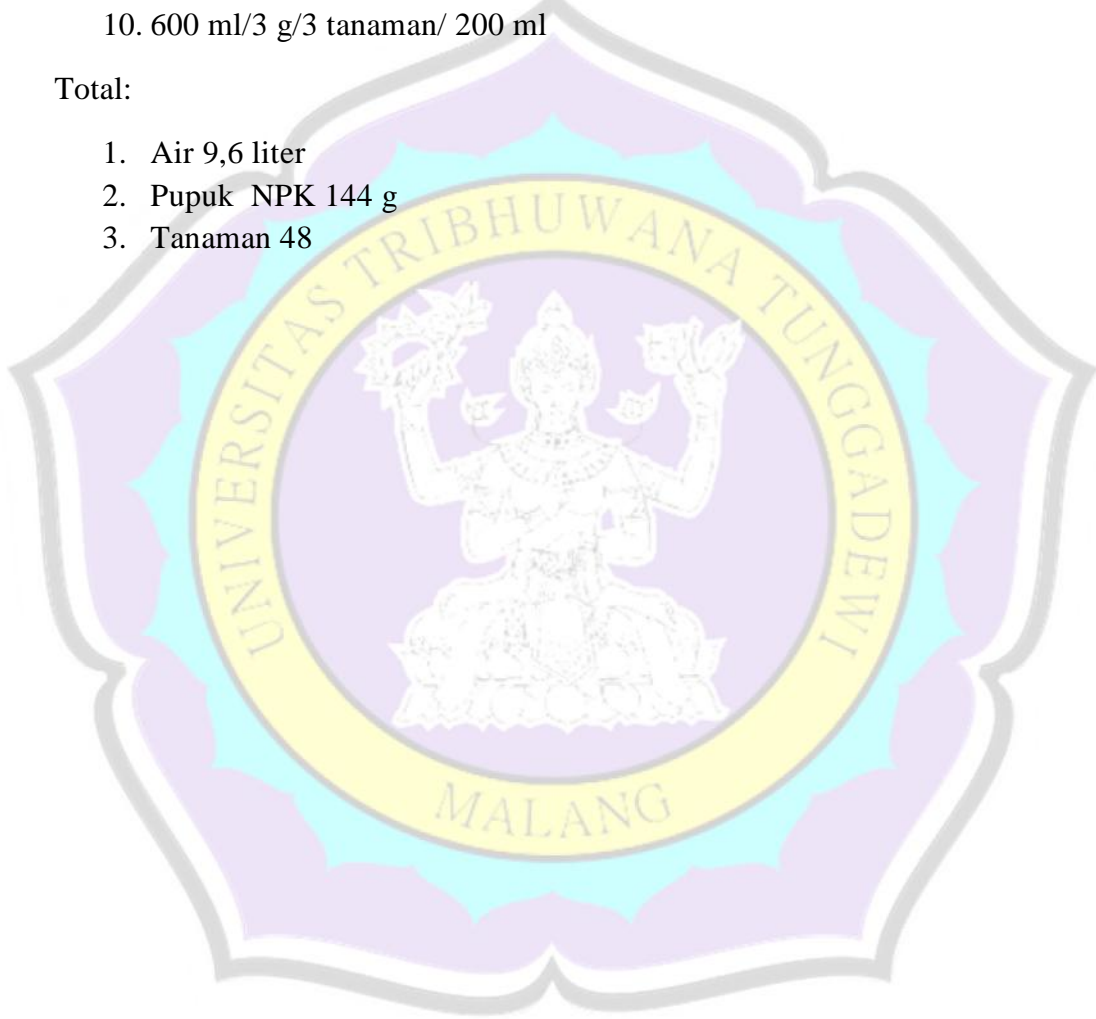 10. 600 ml/3 g/3 tanaman/ 200 ml
Total:
1. Air 9,6 liter
2. Pupuk  NPK 144 g
3. Tanaman 48
UNIVERSITAS TRIBHUWANA TUNGGADEWI
MALANG